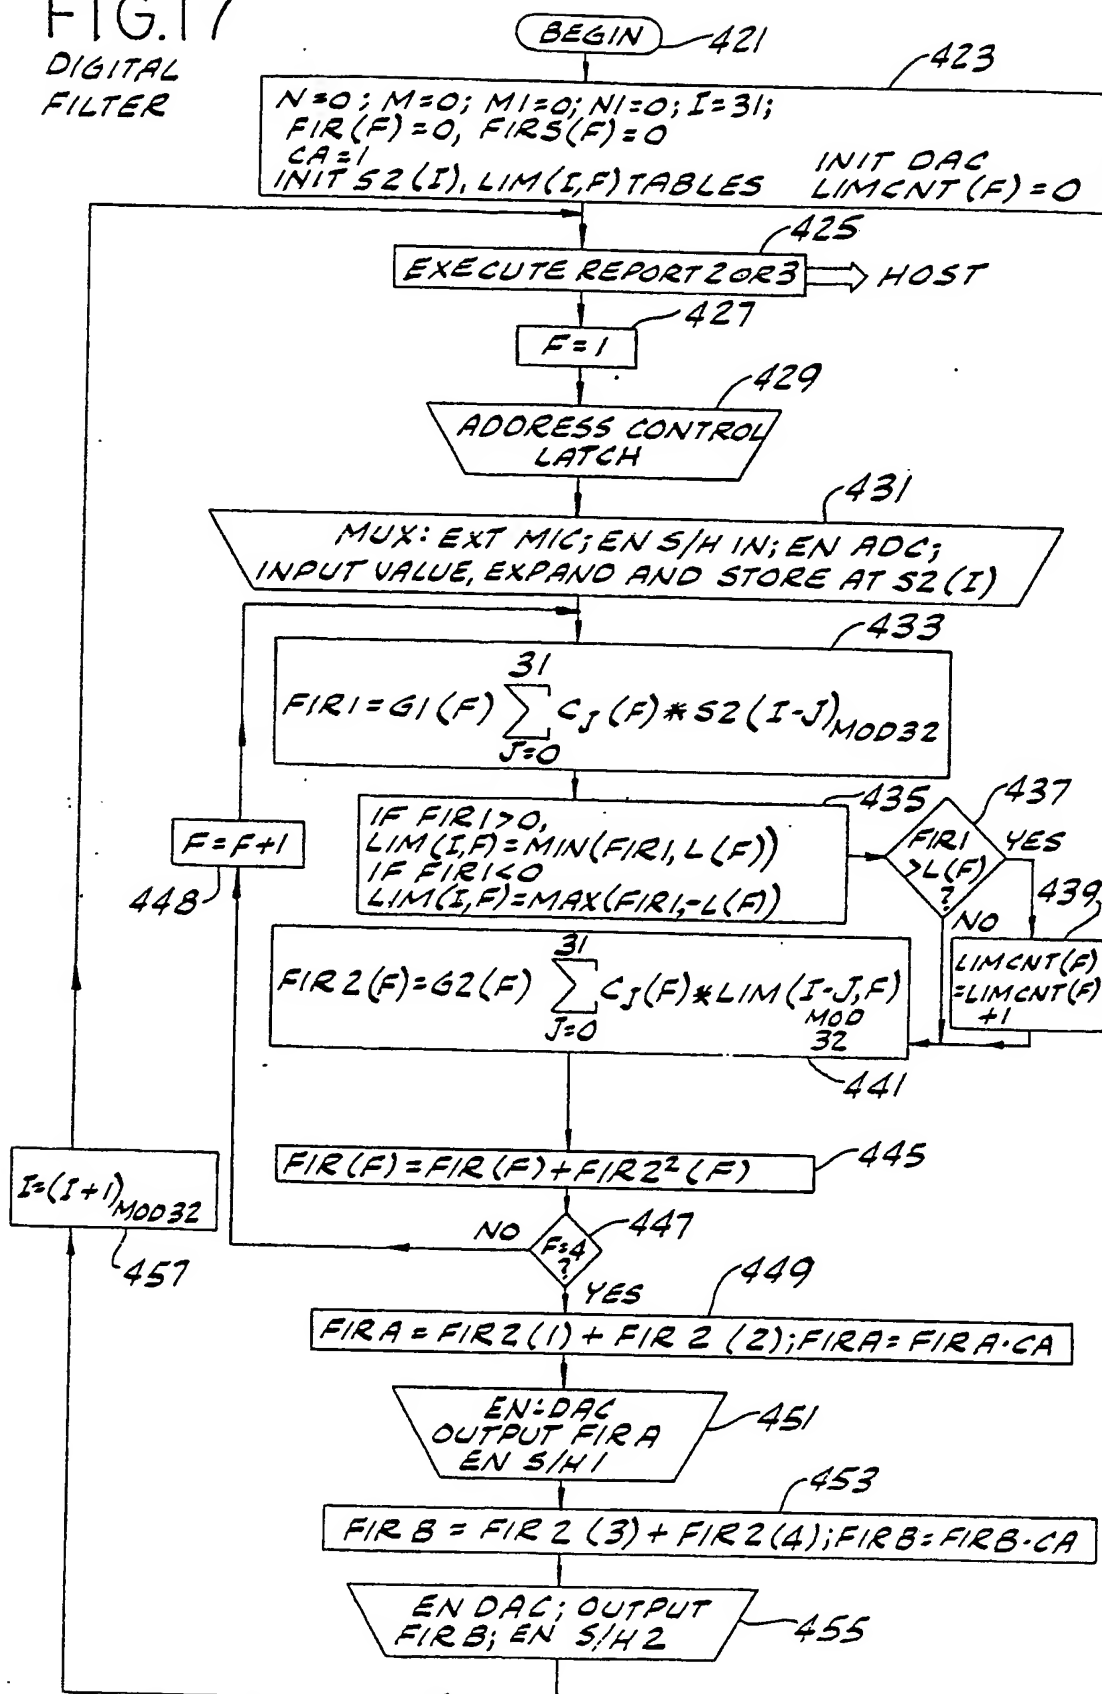 FIG.17
DIGITAL
FILTER
BEGIN
421
423
N=0; M=0; M1=0; N1=0; I=31;
FIR(F)=0, FIRS(F)=0
CA=1
INIT S2(I), LIM(I,F) TABLES
INIT DAC
LIMCNT(F)=0
425
EXECUTE REPORT 2 OR 3
HOST
427
F=1
429
ADDRESS CONTROL
LATCH
431
MUX: EXT MIC; EN S/H IN; EN ADC;
INPUT VALUE, EXPAND AND STORE AT S2(I)
433
31
FIR1=G1(F) ∑ CJ(F)*S2(I-J)MOD32
J=0
435
IF FIR1>0,
LIM(I,F)=MIN(FIR1,L(F))
IF FIR1<0
LIM(I,F)=MAX(FIR1,-L(F))
437
FIR1
>L(F)
?
YES
NO
439
LIMCNT(F)
=LIMCNT(F)
+1
F=F+1
448
31
FIR2(F)=G2(F) ∑ CJ(F)*LIM(I-J,F)
J=0
MOD
32
441
FIR(F)=FIR(F)+FIR2²(F)
445
NO
F=4
?
447
YES
I=(I+1)MOD32
457
449
FIRA=FIR2(1)+FIR2(2);FIRA=FIRA·CA
EN:DAC
OUTPUT FIRA
EN S/H1
451
453
FIRB=FIR2(3)+FIR2(4);FIRB=FIRB·CA
EN DAC; OUTPUT
FIRB; EN S/H2
455